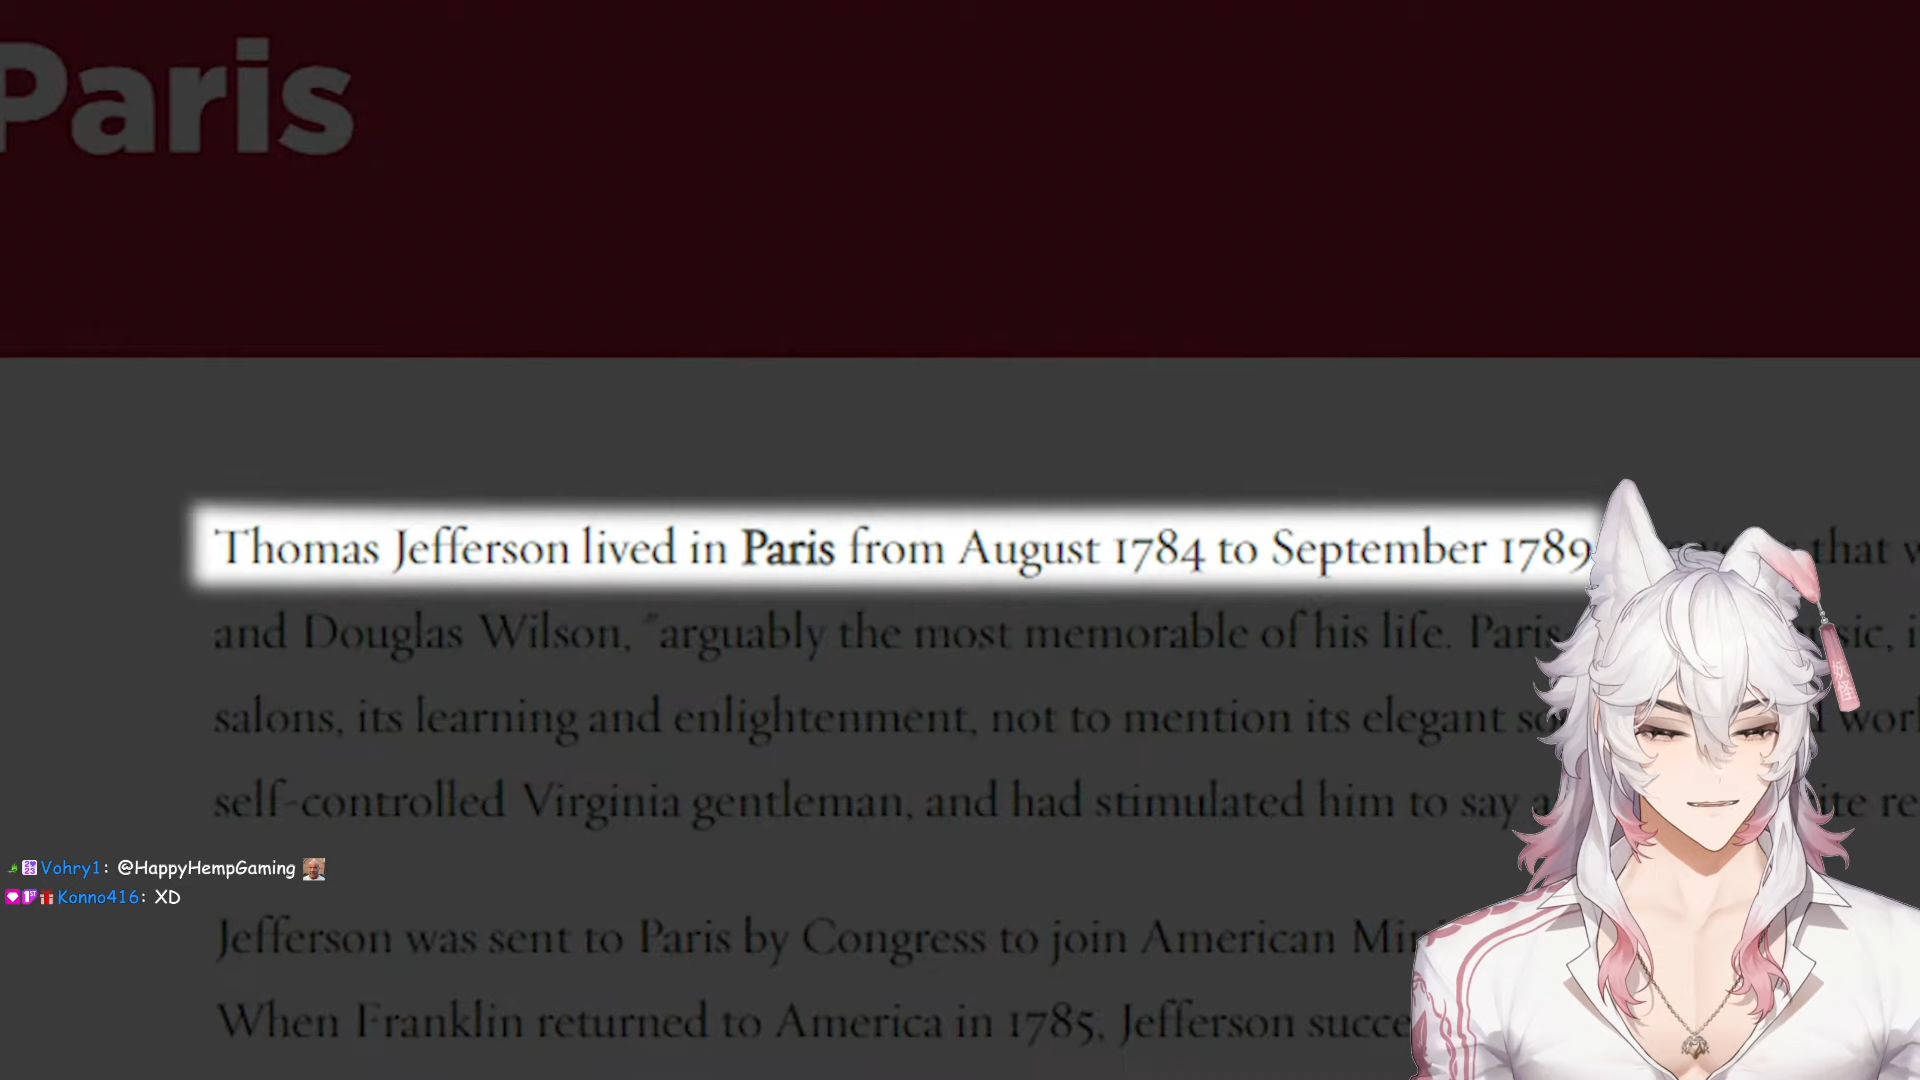 Paris
Thomas Jefferson lived in Paris from August 1784 to September 1789
that
and Douglas Wilson, "arguably the most memorable of his life. Paris
salons, its learning and enlightenment, not to mention its elegant
self-controlled Virginia gentleman, and had stimulated him to say
Vohry1: @HappyHempGaming
Konno416: XD
Jefferson was sent to Paris by Congress to join American
When Franklin returned to America in 1785, Jefferson
妖怪